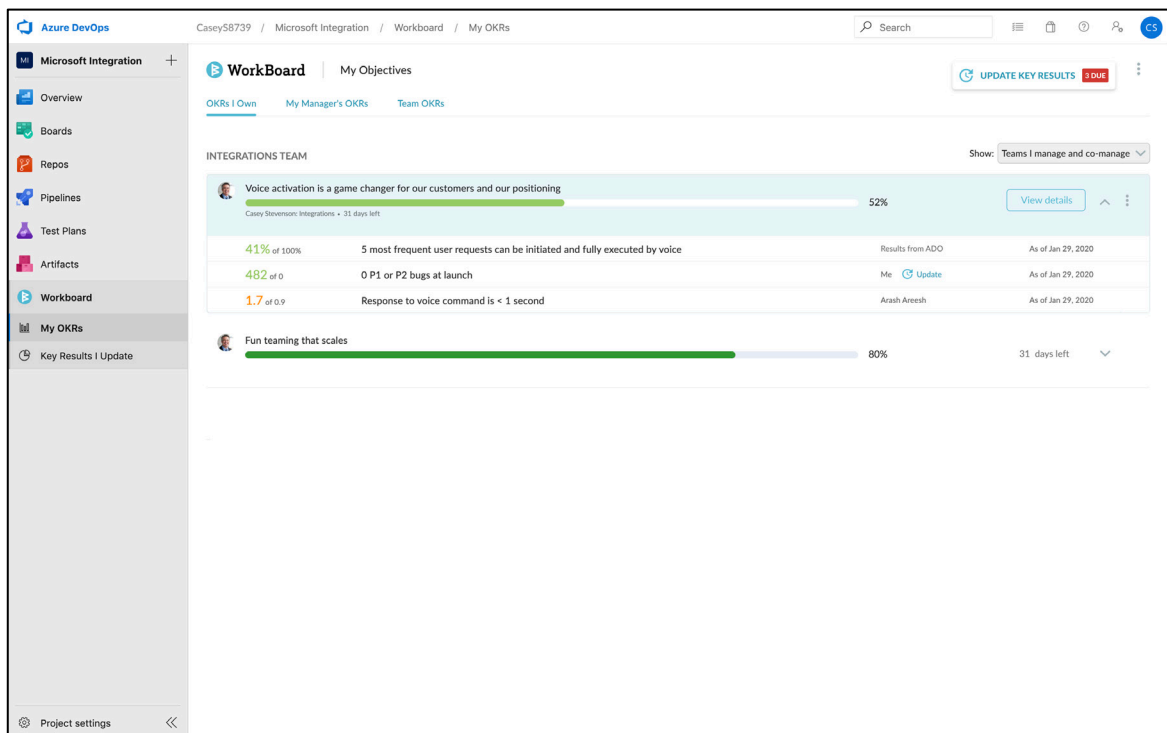 Azure DevOps
Casey58739 / Microsoft Integration / Workboard / My OKRs
Search
CS
MI Microsoft Integration
Overview
Boards
Repos
Pipelines
Test Plans
Artifacts
Workboard
My OKRs
Key Results I Update
Project settings
WorkBoard My Objectives
UPDATE KEY RESULTS 3 DUE
OKRs I Own My Manager's OKRs Team OKRs
INTEGRATIONS TEAM
Show: Teams I manage and co-manage
Voice activation is a game changer for our customers and our positioning
52%
View details
Casey Stevenson: Integrations • 31 days left
41% of 100% 5 most frequent user requests can be initiated and fully executed by voice Results from ADO As of Jan 29, 2020
482 of 0 0 P1 or P2 bugs at launch Me Update As of Jan 29, 2020
1.7 of 0.9 Response to voice command is < 1 second Arash Areesh As of Jan 29, 2020
Fun teaming that scales
80%
31 days left